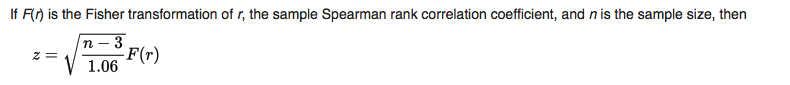 If F(r) is the Fisher transformation of r, the sample Spearman rank correlation coefficient, and n is the sample size, then
z = √((n − 3)/1.06) F(r)